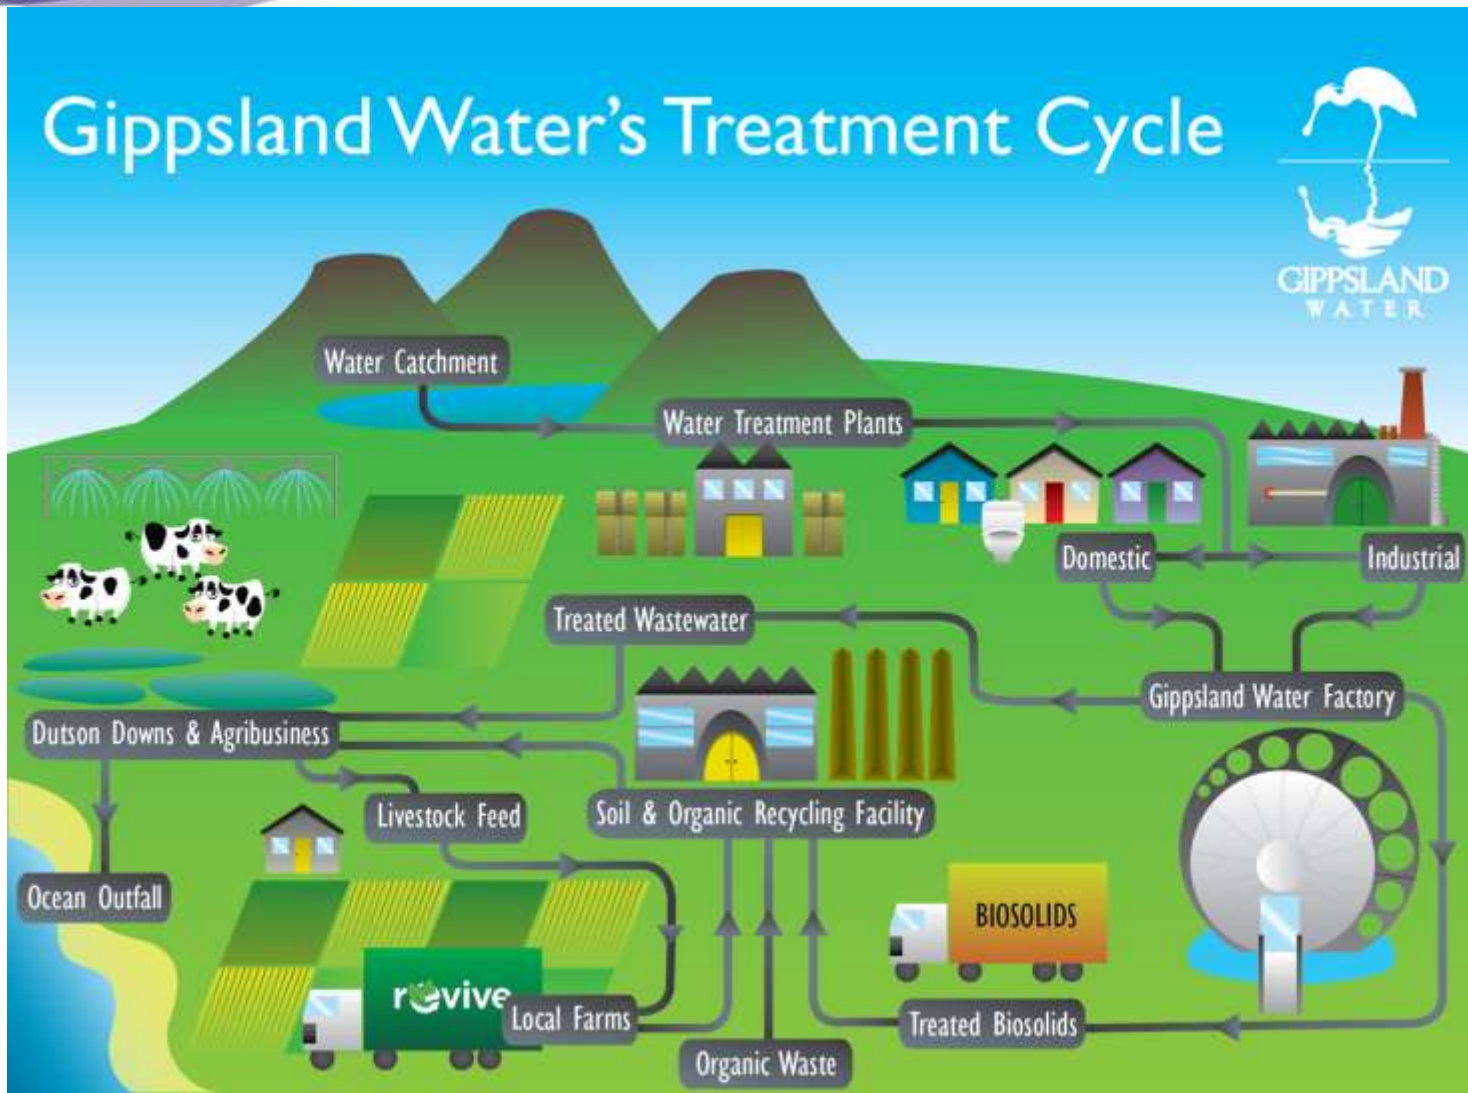 Gippsland Water's Treatment Cycle
GIPPSLAND
WATER
Water Catchment
Water Treatment Plants
Domestic
Industrial
Treated Wastewater
Gippsland Water Factory
Dutson Downs & Agribusiness
Livestock Feed
Soil & Organic Recycling Facility
Ocean Outfall
BIOSOLIDS
revive
Local Farms
Treated Biosolids
Organic Waste